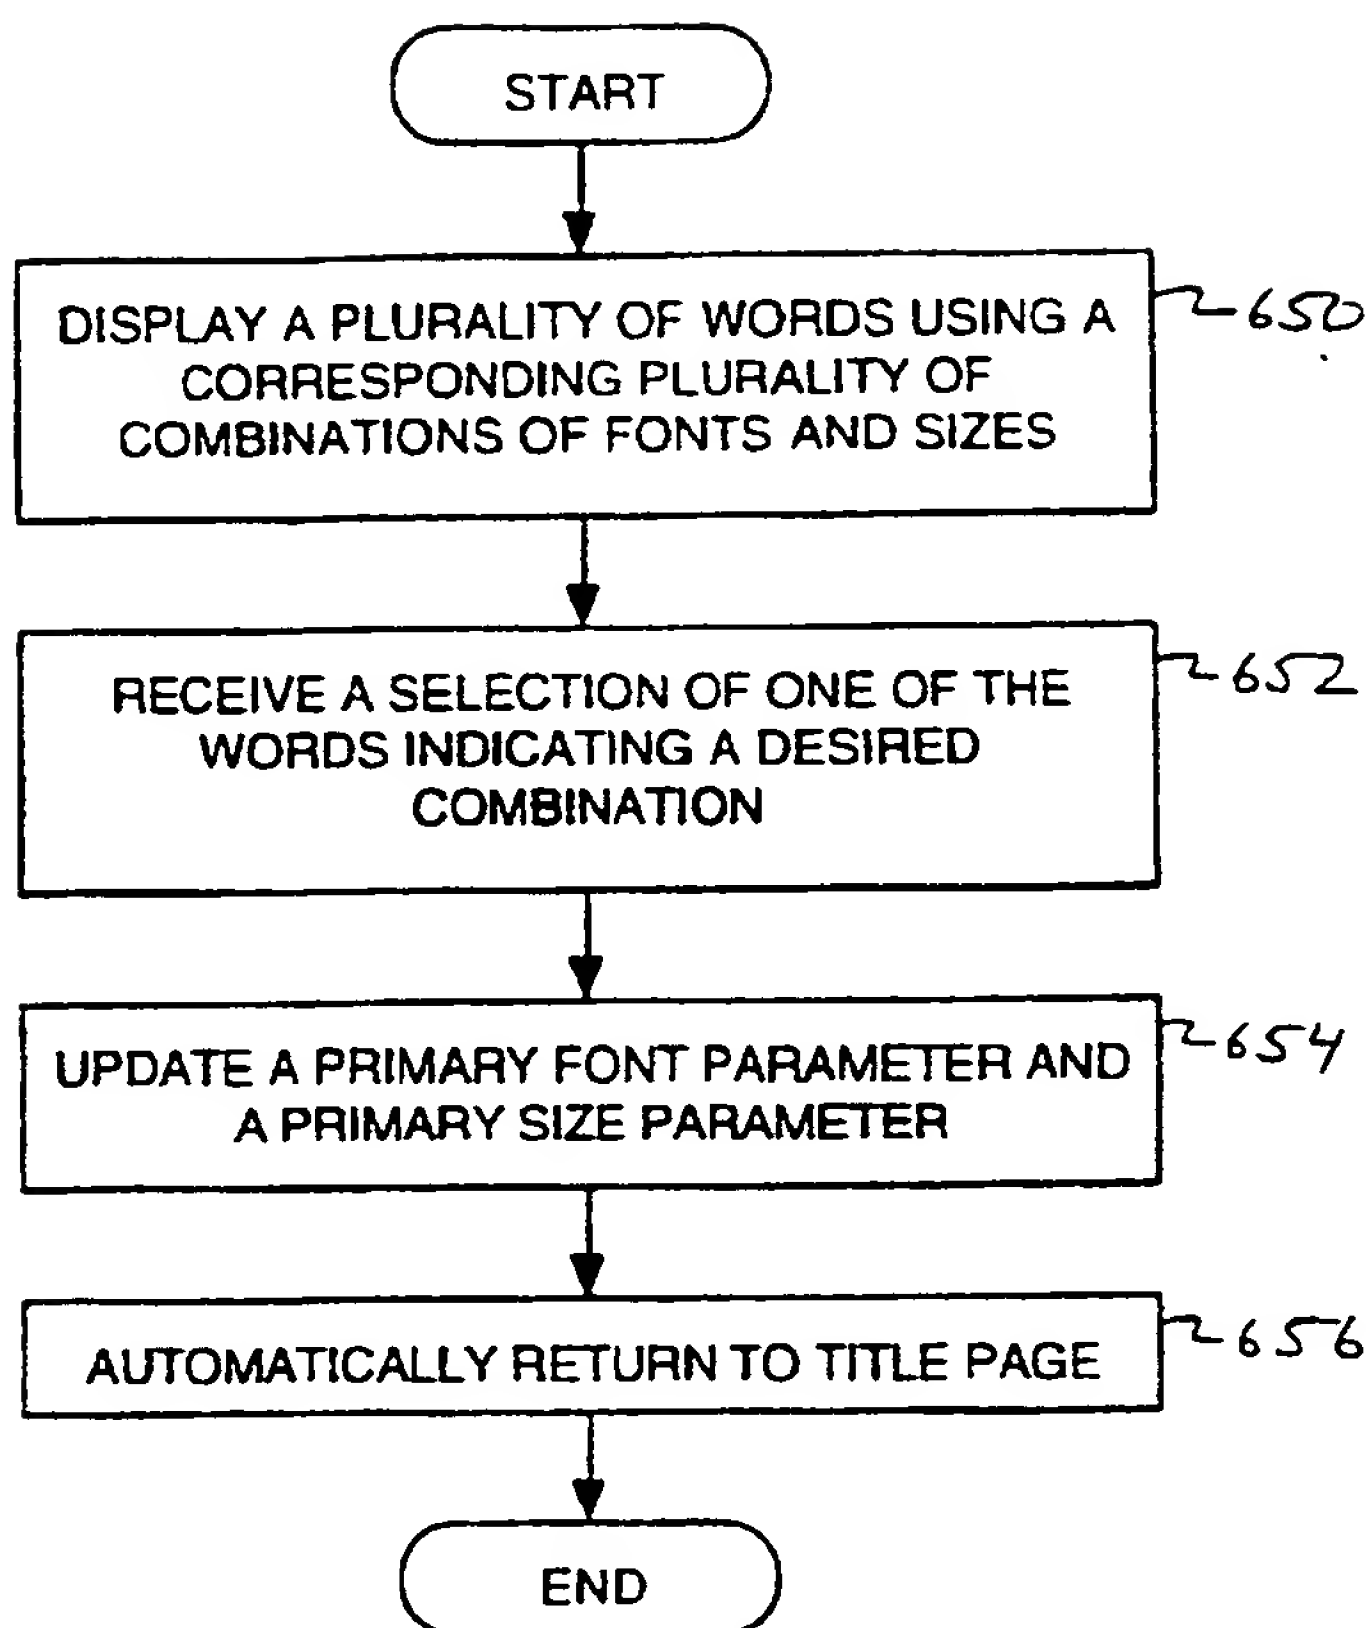 START
DISPLAY A PLURALITY OF WORDS USING A
CORRESPONDING PLURALITY OF
COMBINATIONS OF FONTS AND SIZES
650
RECEIVE A SELECTION OF ONE OF THE
WORDS INDICATING A DESIRED
COMBINATION
652
UPDATE A PRIMARY FONT PARAMETER AND
A PRIMARY SIZE PARAMETER
654
AUTOMATICALLY RETURN TO TITLE PAGE
656
END